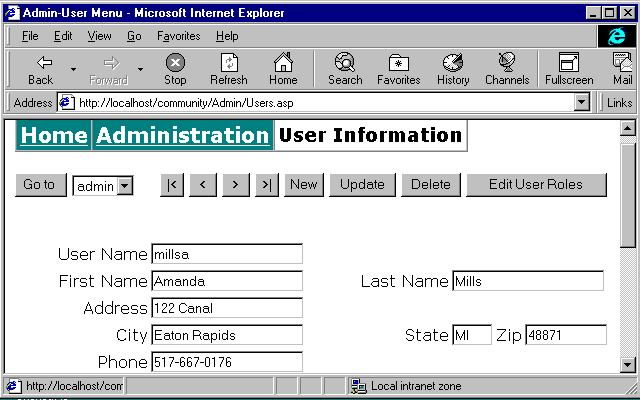 Admin-User Menu - Microsoft Internet Explorer
File Edit View Go Favorites Help
Back Forward Stop Refresh Home Search Favorites History Channels Fullscreen Mail
Address http://localhost/community/Admin/Users.asp Links
Home Administration User Information
Go to admin |< < > >| New Update Delete Edit User Roles
User Name millsa
First Name Amanda Last Name Mills
Address 122 Canal
City Eaton Rapids State MI Zip 48871
Phone 517-667-0176
http://localhost/com Local intranet zone